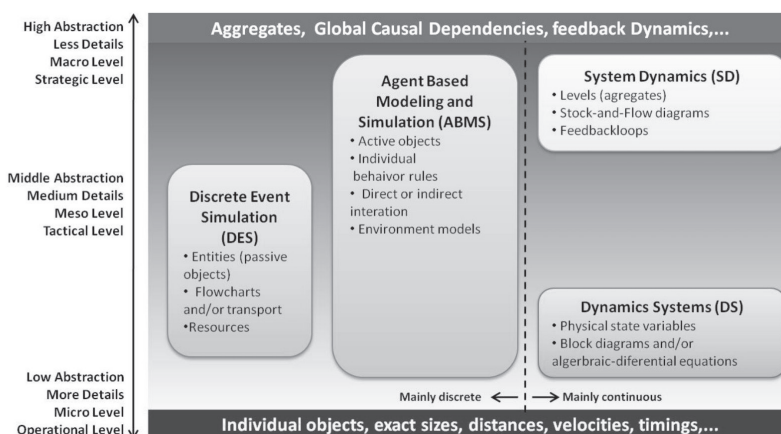 High Abstraction
Less Details
Macro Level
Strategic Level
Aggregates, Global Causal Dependencies, feedback Dynamics,...
Agent Based
Modeling and
Simulation (ABMS)
• Active objects
• Individual
behaivor rules
• Direct or indirect
interation
• Environment models
System Dynamics (SD)
• Levels (agregates)
• Stock-and-Flow diagrams
• Feedbackloops
Middle Abstraction
Medium Details
Meso Level
Tactical Level
Discrete Event
Simulation
(DES)
• Entities (passive
objects)
• Flowcharts
and/or transport
•Resources
Dynamics Systems (DS)
• Physical state variables
• Block diagrams and/or
algerbraic-diferential equations
Low Abstraction
More Details
Micro Level
Operational Level
Mainly discrete
Mainly continuous
Individual objects, exact sizes, distances, velocities, timings,...